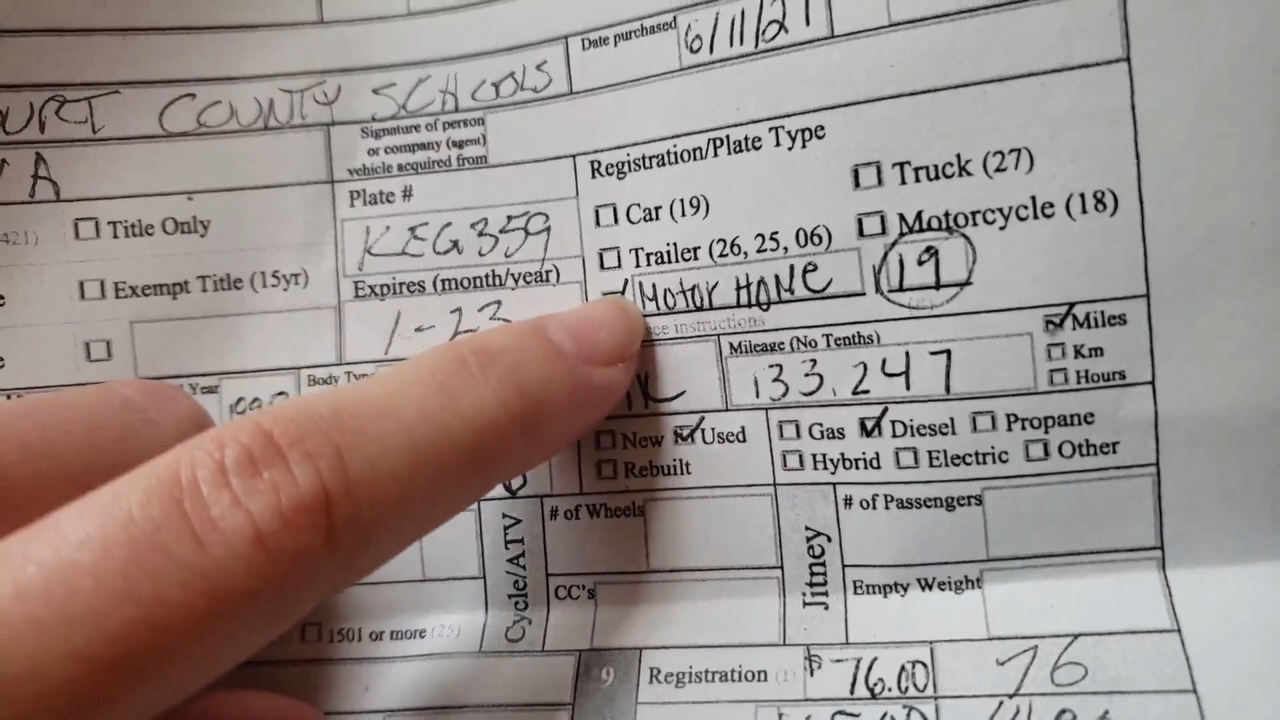 Date purchased 6/11/21
COUNTY SCHOOLS
Signature of person
or company (agent)
vehicle acquired from
Registration/Plate Type
A
Plate #
☐ Truck (27)
421) ☐ Title Only
KEG359
☐ Car (19)
☐ Motorcycle (18)
☐ Trailer (26, 25, 06)
☐ Exempt Title (15yr)
Expires (month/year)
MOTOR HOME 19
1-23
instructions
Mileage (No Tenths)
☑ Miles
133.247
☐ Km
☐ Hours
Year
Body
☐ New ☑ Used
☐ Gas ☑ Diesel ☐ Propane
☐ Rebuilt
☐ Hybrid ☐ Electric ☐ Other
Cycle/ATV
# of Wheels
Jitney
# of Passengers
CC's
Empty Weight
☐ 1501 or more (25)
9 Registration (1) $76.00 76